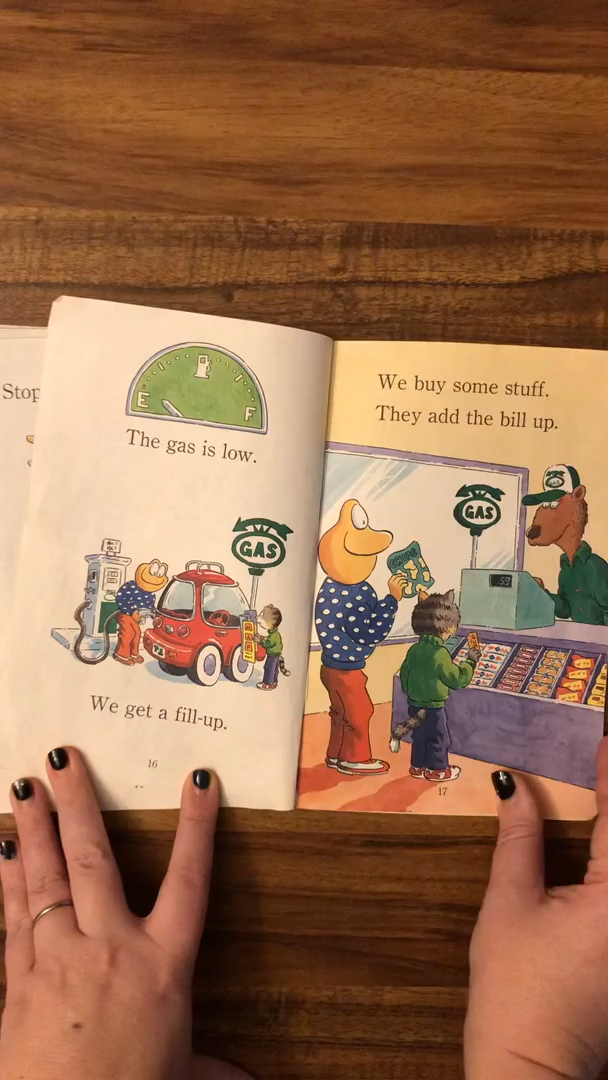 Stop
E F
The gas is low.
GAS
We get a fill-up.
16
We buy some stuff.
They add the bill up.
GAS
17